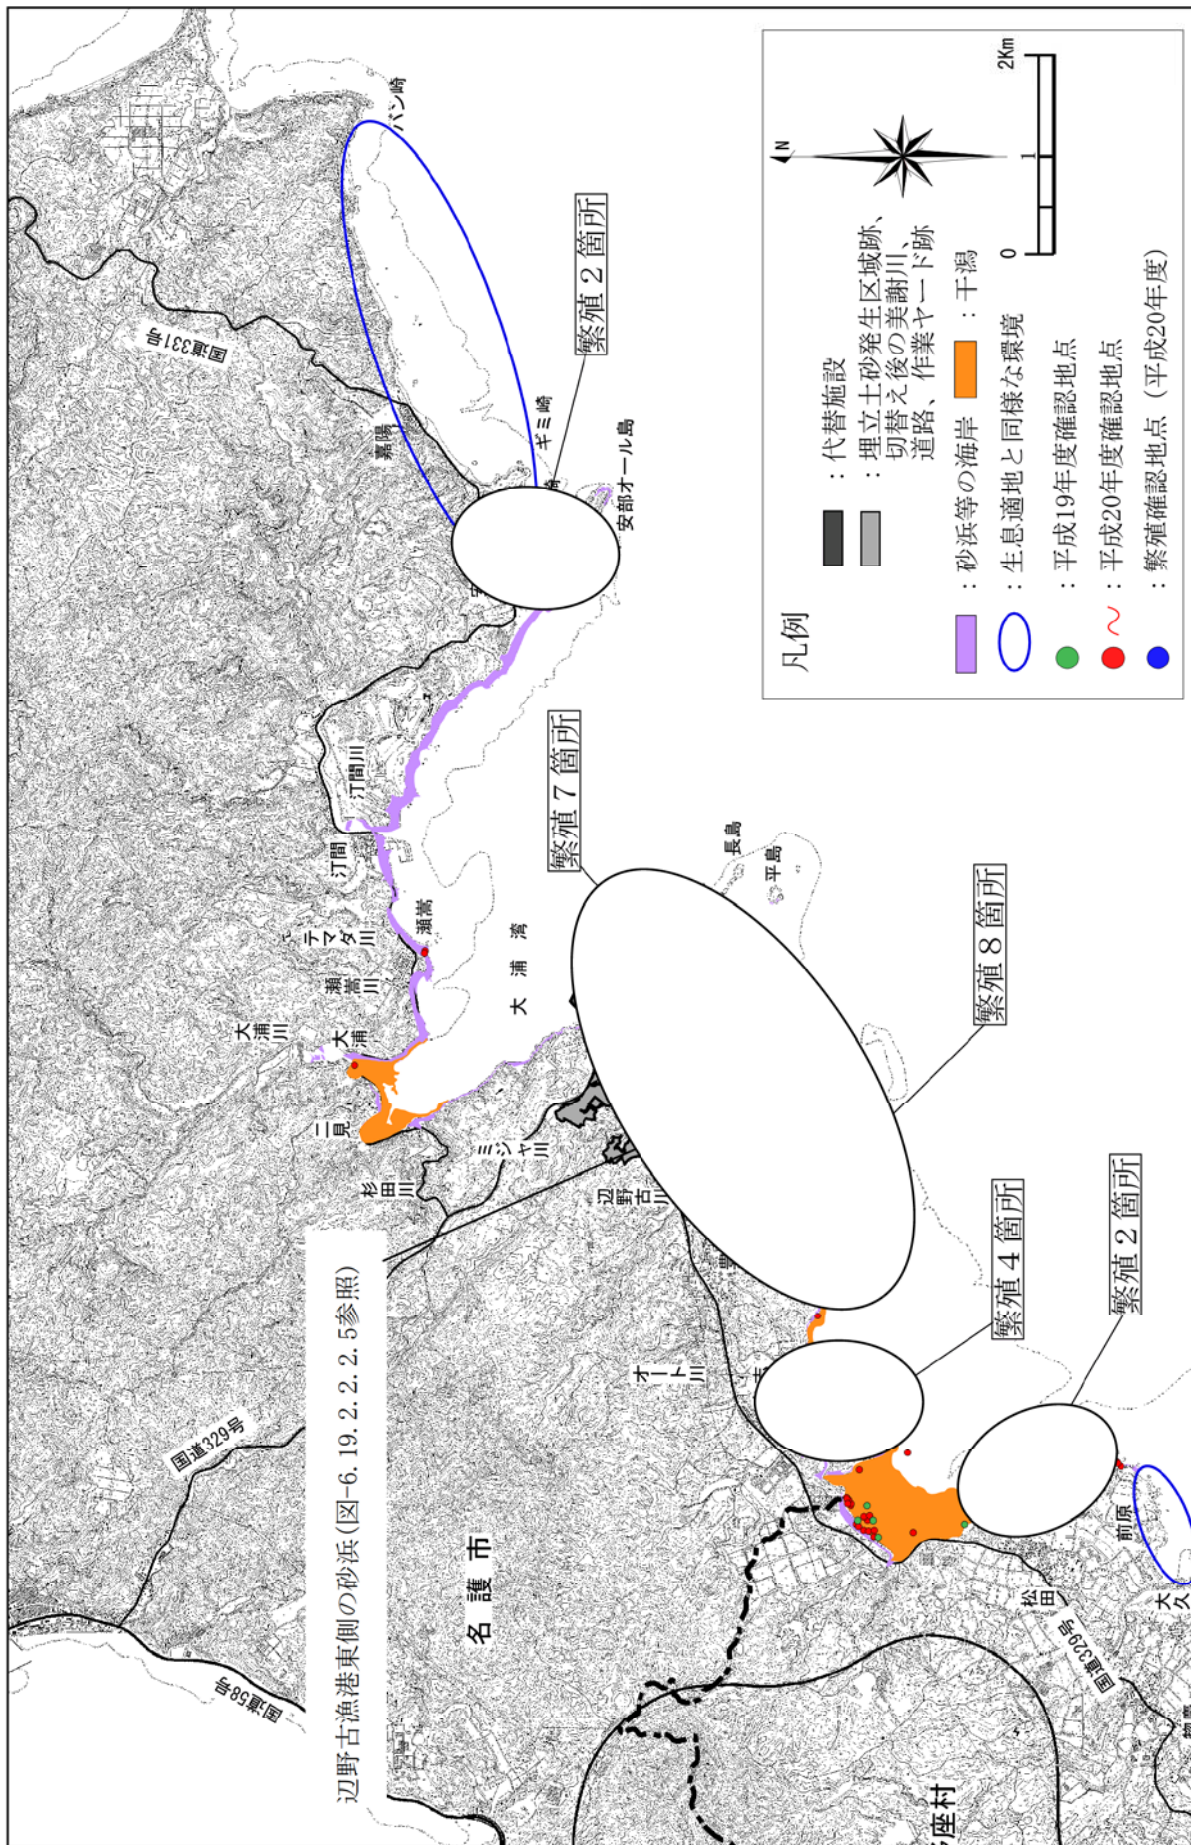 国道58号
国道329号
名護市
辺野古漁港東側の砂浜(図-6.19.2.2.2.5参照)
国道331号
バン崎
嘉陽
ギミ崎
安部オール島
繁殖２箇所
汀間川
汀間
テマダ川
瀬嵩
瀬嵩川
大浦川
大浦
二見
杉田川
ミジャ川
辺野古川
大浦湾
長島
平島
繁殖７箇所
繁殖８箇所
オート川
繁殖４箇所
繁殖２箇所
松田
国道329号
前原
大久
座村
凡例
：代替施設
：埋立土砂発生区域跡、
切替え後の美謝川、
道路、作業ヤード跡
：砂浜等の海岸
：干潟
：生息適地と同様な環境
：平成19年度確認地点
：平成20年度確認地点
：繁殖確認地点（平成20年度）
N
0
1
2Km